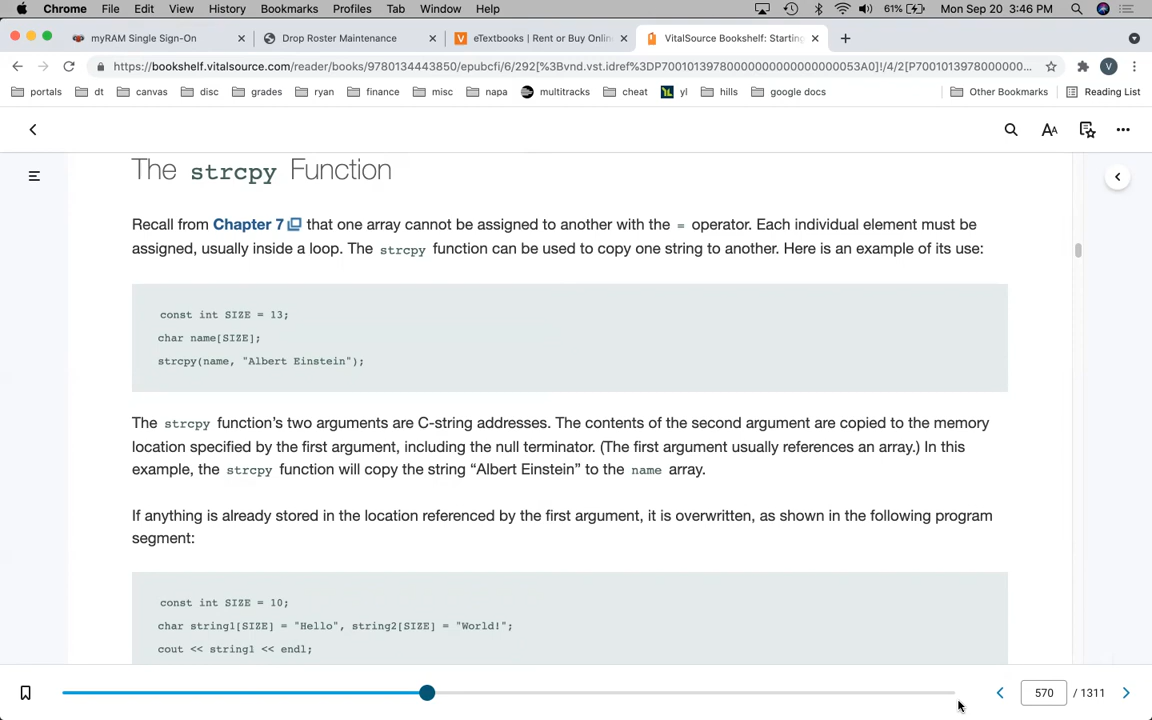 Chrome File Edit View History Bookmarks Profiles Tab Window Help 61% Mon Sep 20 3:46 PM
myRAM Single Sign-On Drop Roster Maintenance eTextbooks | Rent or Buy Onlin VitalSource Bookshelf: Starting
https://bookshelf.vitalsource.com/reader/books/9780134443850/epubcfi/6/292[%3Bvnd.vst.idref%3DP70010139780000000000000000053A0]!/4/2[P7001013978000000...
portals dt canvas disc grades ryan finance misc napa multitracks cheat yl hills google docs Other Bookmarks Reading List
The strcpy Function
Recall from Chapter 7 that one array cannot be assigned to another with the = operator. Each individual element must be
assigned, usually inside a loop. The strcpy function can be used to copy one string to another. Here is an example of its use:
const int SIZE = 13;
char name[SIZE];
strcpy(name, "Albert Einstein");
The strcpy function’s two arguments are C-string addresses. The contents of the second argument are copied to the memory
location specified by the first argument, including the null terminator. (The first argument usually references an array.) In this
example, the strcpy function will copy the string “Albert Einstein” to the name array.
If anything is already stored in the location referenced by the first argument, it is overwritten, as shown in the following program
segment:
const int SIZE = 10;
char string1[SIZE] = "Hello", string2[SIZE] = "World!";
cout << string1 << endl;
570 / 1311